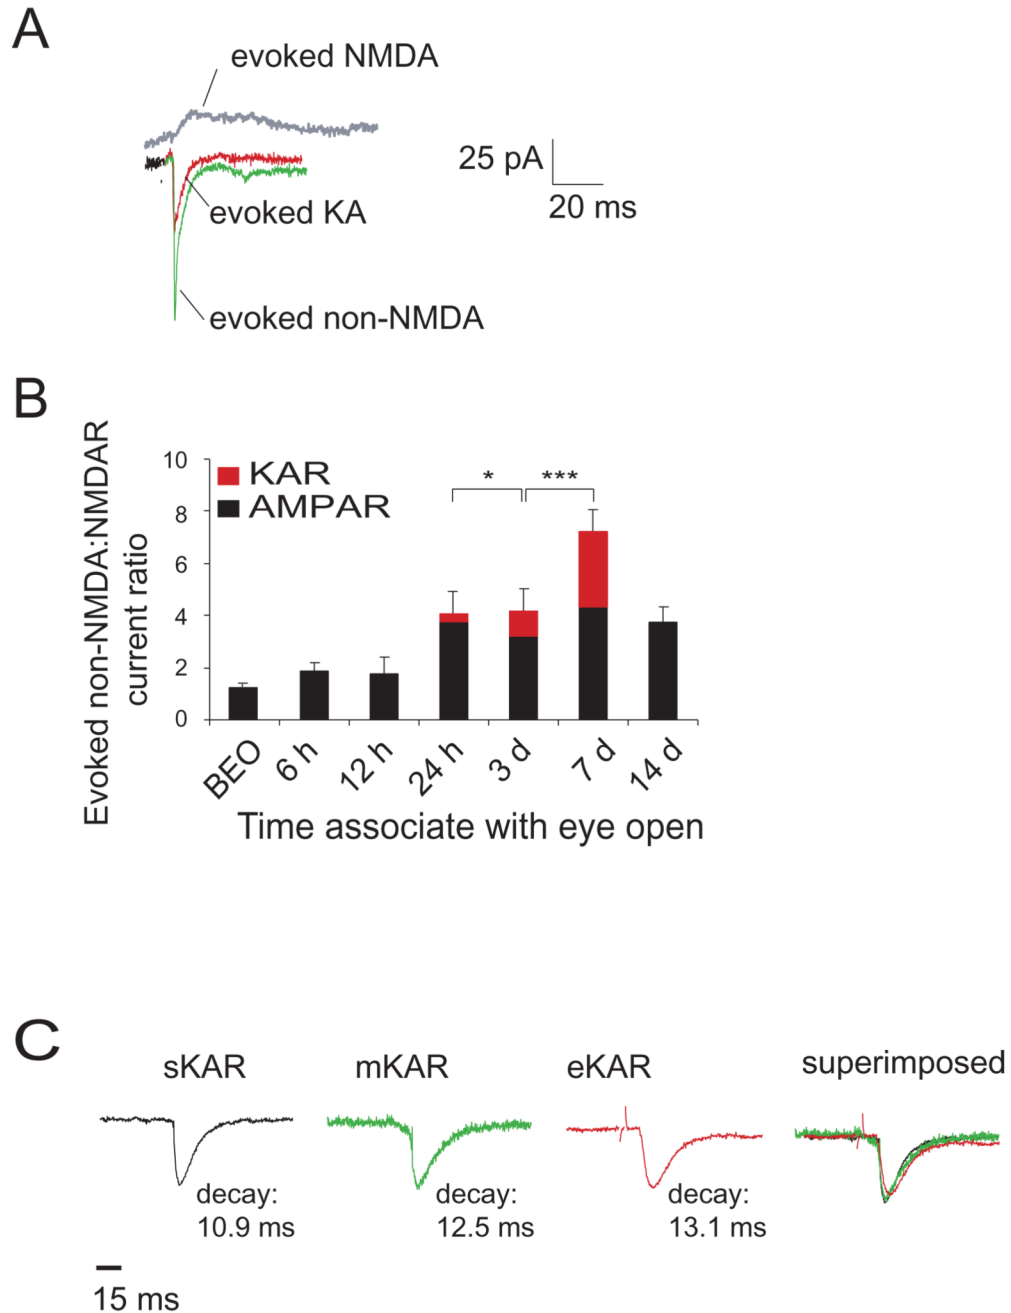 A
evoked NMDA
25 pA
20 ms
evoked KA
evoked non-NMDA
B
Evoked non-NMDA:NMDAR
current ratio
10
8
6
4
2
0
KAR
AMPAR
*
***
BEO
6 h
12 h
24 h
3 d
7 d
14 d
Time associate with eye open
C
sKAR
mKAR
eKAR
superimposed
decay:
10.9 ms
decay:
12.5 ms
decay:
13.1 ms
15 ms